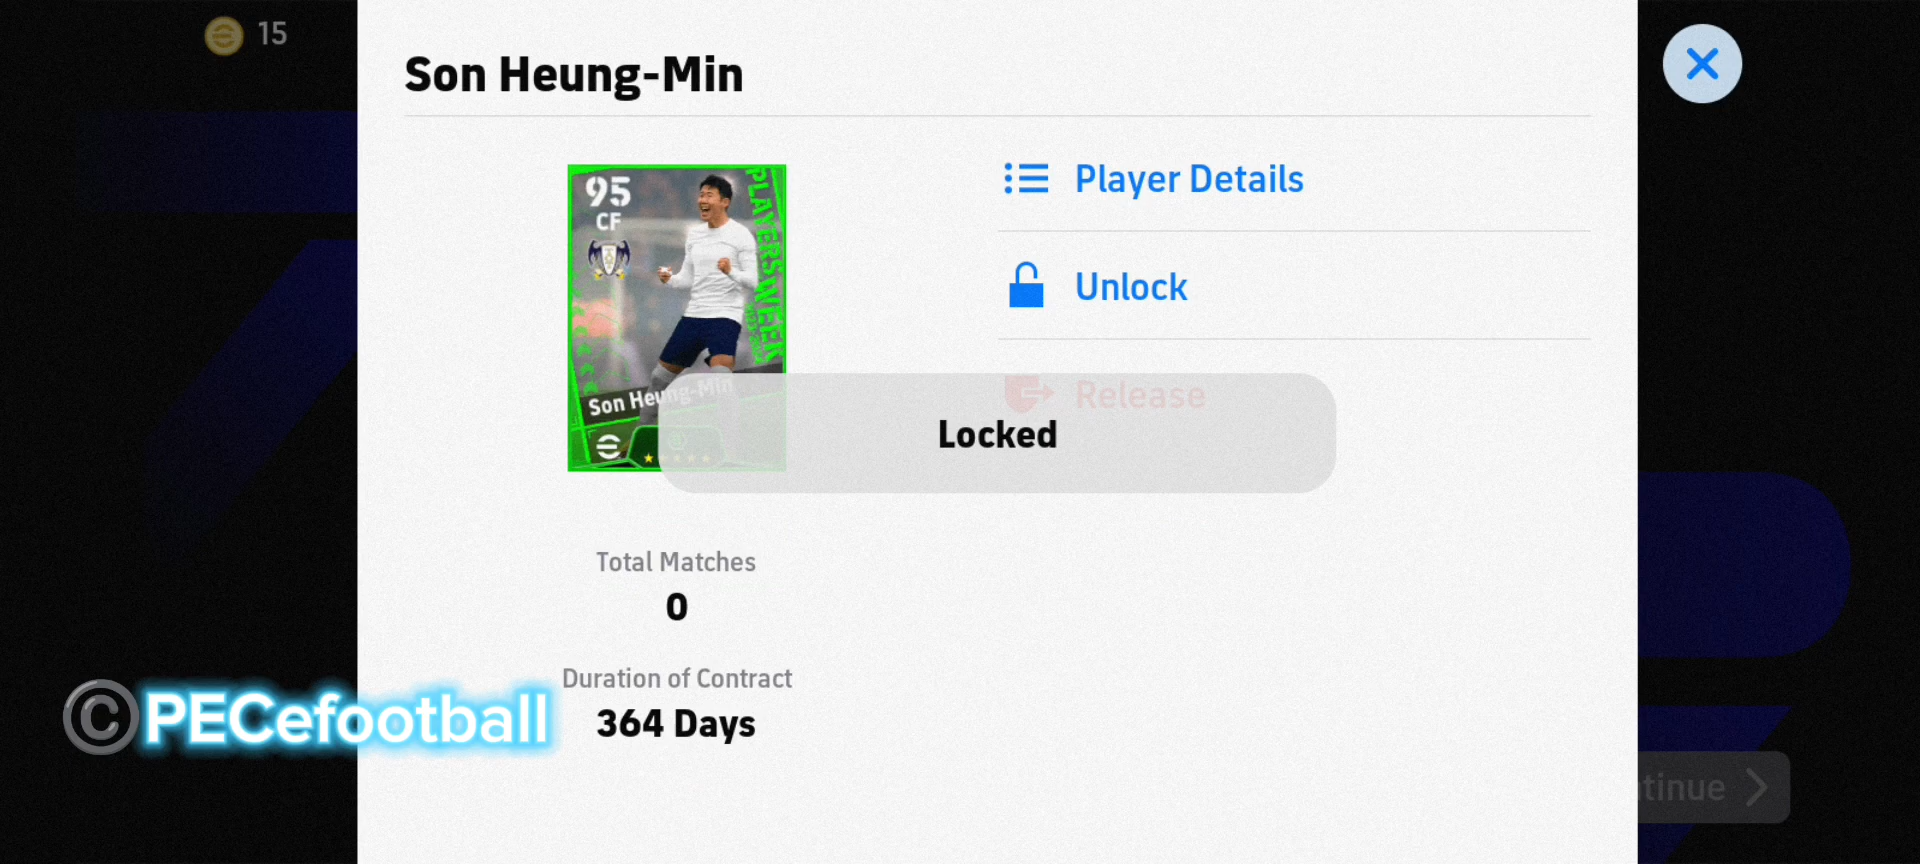 15
Son Heung-Min
95
CF
PLAYERS WEEK
Son Heung-Min
Player Details
Unlock
Release
Locked
Total Matches
0
Duration of Contract
364 Days
©PECefootball
tinue